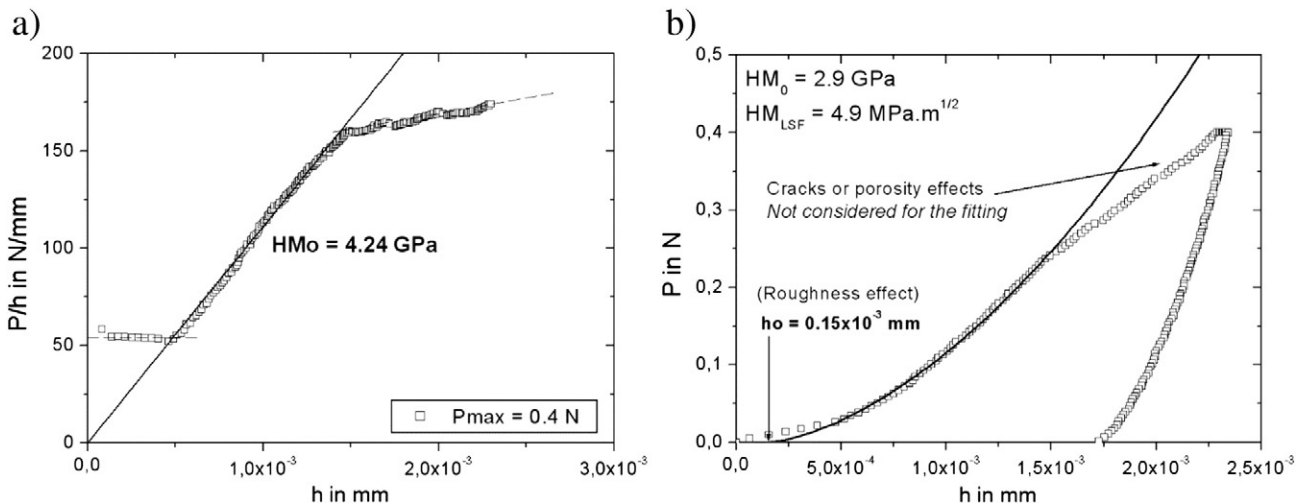 a)
200
150
100
50
0
P/h in N/mm
HMo = 4.24 GPa
Pmax = 0.4 N
0,0
1,0x10⁻³
2,0x10⁻³
3,0x10⁻³
h in mm
b)
0,5
0,4
0,3
0,2
0,1
0,0
P in N
HM₀ = 2.9 GPa
HM_LSF = 4.9 MPa.m^1/2
Cracks or porosity effects
Not considered for the fitting
(Roughness effect)
ho = 0.15x10⁻³ mm
0,0
5,0x10⁻⁴
1,0x10⁻³
1,5x10⁻³
2,0x10⁻³
2,5x10⁻³
h in mm